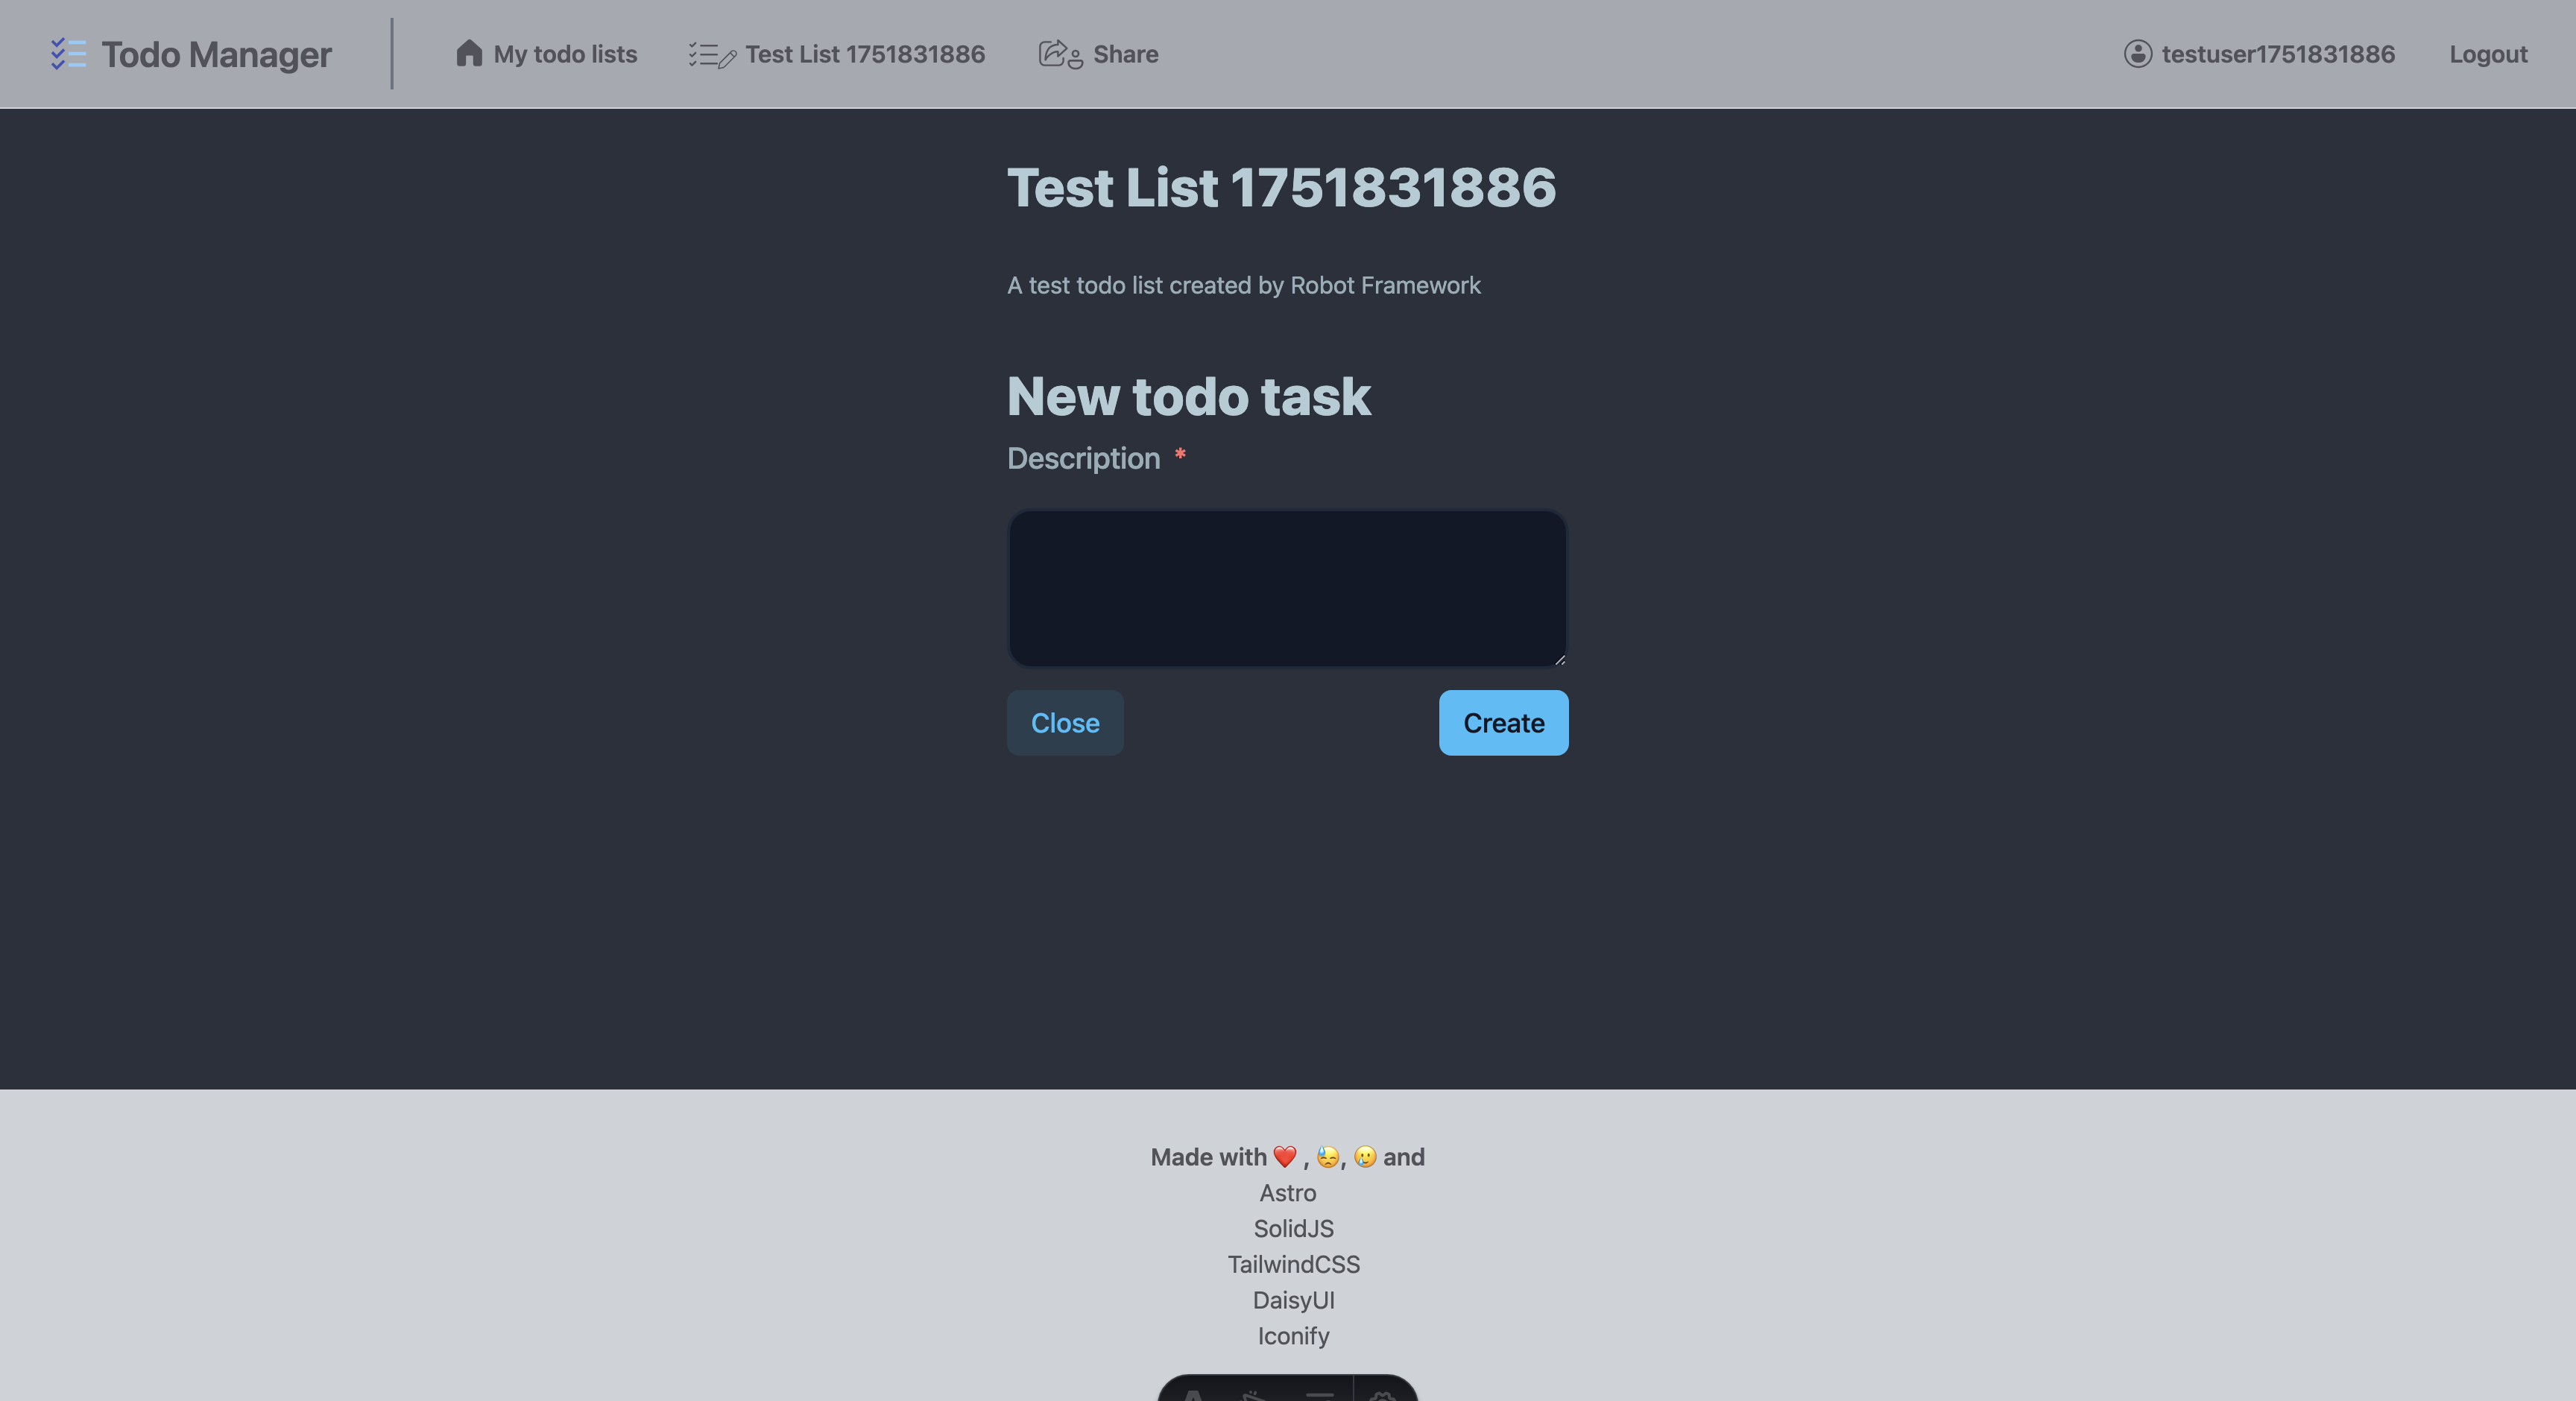 Todo Manager
My todo lists
Test List 1751831886
Share
testuser1751831886
Logout
Test List 1751831886
A test todo list created by Robot Framework
New todo task
Description *
Close
Create
Made with ❤️ , 😓, 🥲 and
Astro
SolidJS
TailwindCSS
DaisyUI
Iconify